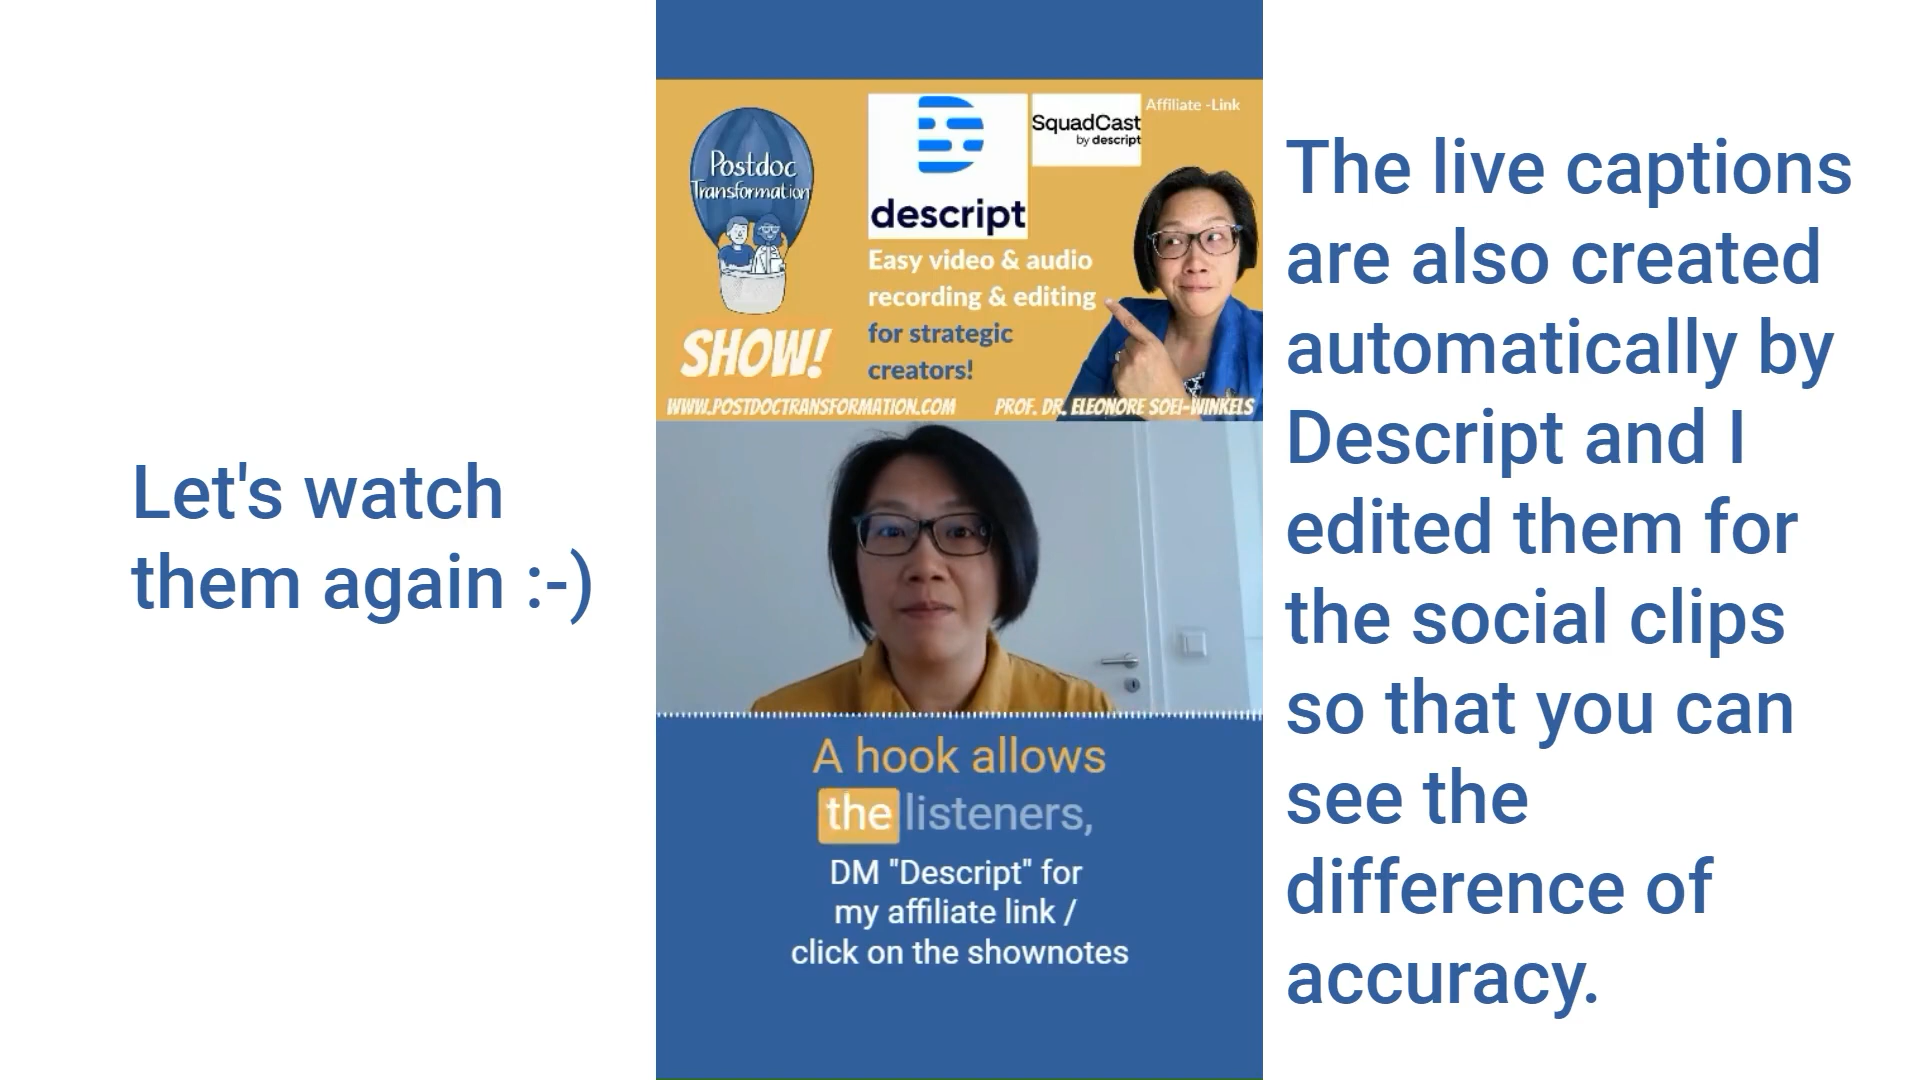 Let's watch
them again :-)
Postdoc
Transformation
SHOW!
descript
SquadCast
by descript
Affiliate -Link
Easy video & audio
recording & editing
for strategic
creators!
WWW.POSTDOCTRANSFORMATION.COM
PROF. DR. ELEONORE SOEI-WINKELS
A hook allows
the listeners,
DM "Descript" for
my affiliate link /
click on the shownotes
The live captions
are also created
automatically by
Descript and I
edited them for
the social clips
so that you can
see the
difference of
accuracy.